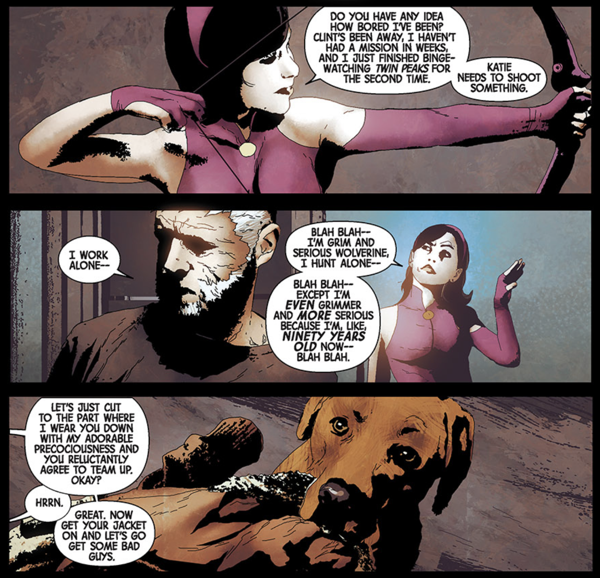 DO YOU HAVE ANY IDEA
HOW BORED I'VE BEEN?
CLINT'S BEEN AWAY, I HAVEN'T
HAD A MISSION IN WEEKS,
AND I JUST FINISHED BINGE-
WATCHING TWIN PEAKS FOR
THE SECOND TIME.
KATIE
NEEDS TO SHOOT
SOMETHING.
I WORK
ALONE--
BLAH BLAH--
I'M GRIM AND
SERIOUS WOLVERINE,
I HUNT ALONE--
BLAH BLAH--
EXCEPT I'M
EVEN GRIMMER
AND MORE SERIOUS
BECAUSE I'M, LIKE,
NINETY YEARS
OLD NOW--
BLAH BLAH.
LET'S JUST CUT
TO THE PART WHERE
I WEAR YOU DOWN
WITH MY ADORABLE
PRECOCIOUSNESS AND
YOU RELUCTANTLY
AGREE TO TEAM UP.
OKAY?
HRRN.
GREAT. NOW
GET YOUR JACKET
ON AND LET'S GO
GET SOME BAD
GUYS.